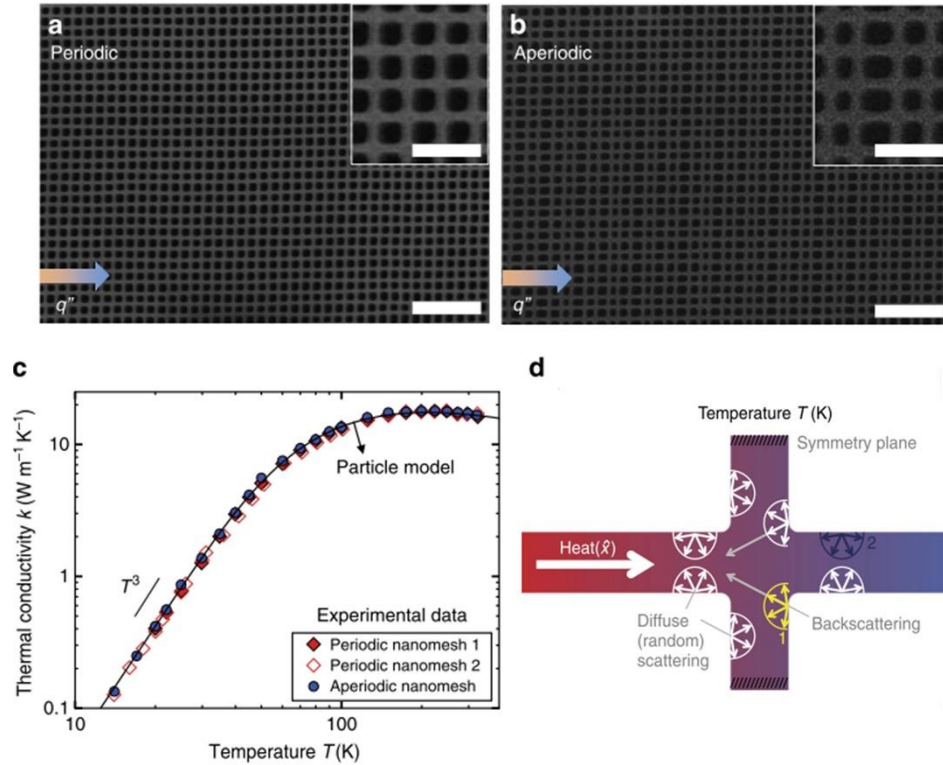 a
Periodic
q"
b
Aperiodic
q"
c
Thermal conductivity k (W m⁻¹ K⁻¹)
10
1
0.1
T³
Particle model
Experimental data
Periodic nanomesh 1
Periodic nanomesh 2
Aperiodic nanomesh
10
100
Temperature T (K)
d
Temperature T (K)
Symmetry plane
Heat(x̂)
2
Diffuse
(random)
scattering
1
Backscattering